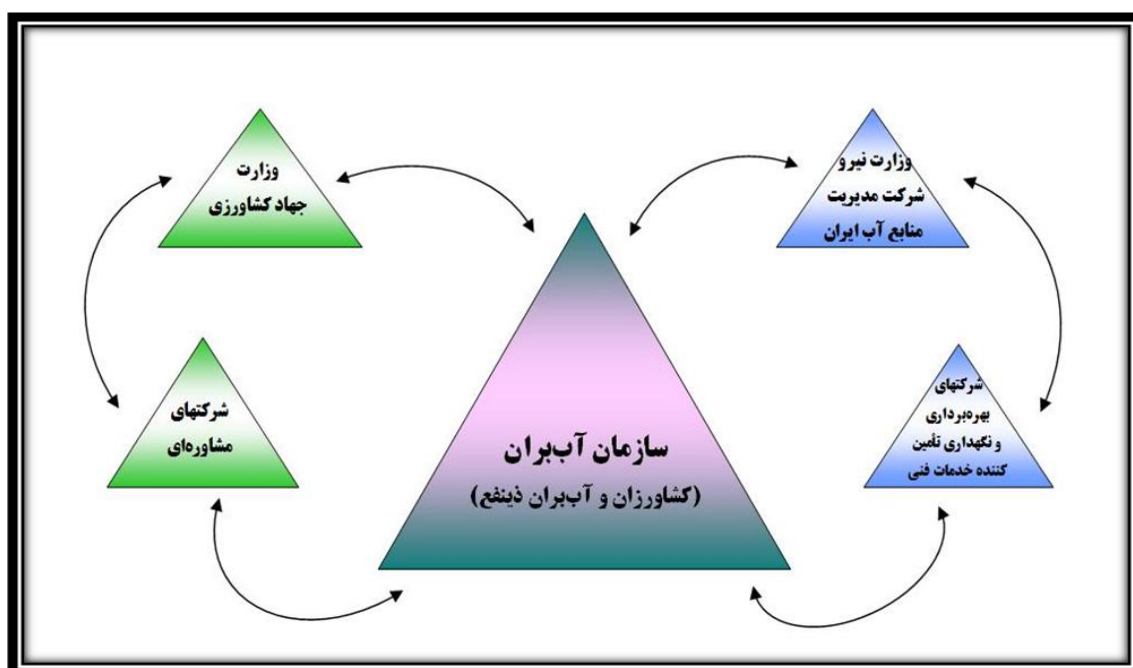 وزارت نیرو
شرکت مدیریت
منابع آب ایران
وزارت
جهاد کشاورزی
شرکتهای
بهره‌برداری
و نگهداری تأمین
کننده خدمات فنی
شرکتهای
مشاوره‌ای
سازمان آب‌بران
(کشاورزان و آب‌بران ذینفع)